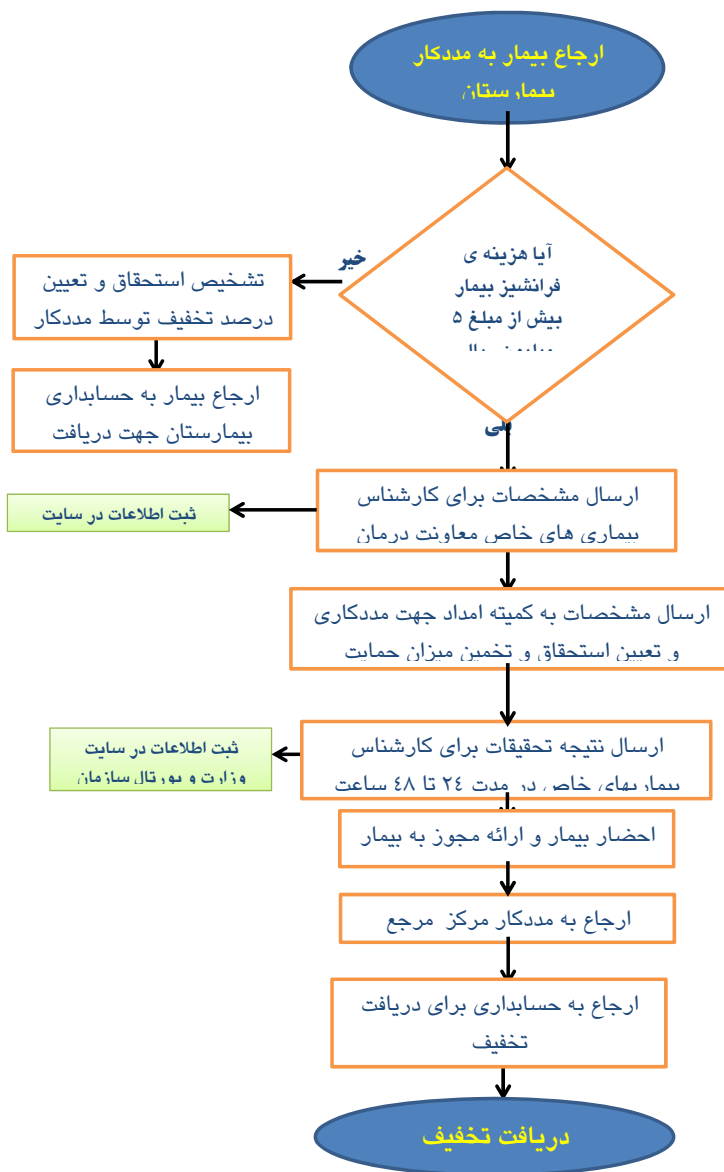 ارجاع بیمار به مددکار
بیمارستان
آیا هزینه ی
فرانشیز بیمار
بیش از مبلغ ۵
خیر
تشخیص استحقاق و تعیین
درصد تخفیف توسط مددکار
ارجاع بیمار به حسابداری
بیمارستان جهت دریافت
بلی
ارسال مشخصات برای کارشناس
بیماری های خاص معاونت درمان
ثبت اطلاعات در سایت
ارسال مشخصات به کمیته امداد جهت مددکاری
و تعیین استحقاق و تخمین میزان حمایت
ارسال نتیجه تحقیقات برای کارشناس
بیماریهای خاص در مدت ٢٤ تا ٤٨ ساعت
ثبت اطلاعات در سایت
وزارت و پورتال سازمان
احضار بیمار و ارائه مجوز به بیمار
ارجاع به مددکار مرکز مرجع
ارجاع به حسابداری برای دریافت
تخفیف
دریافت تخفیف